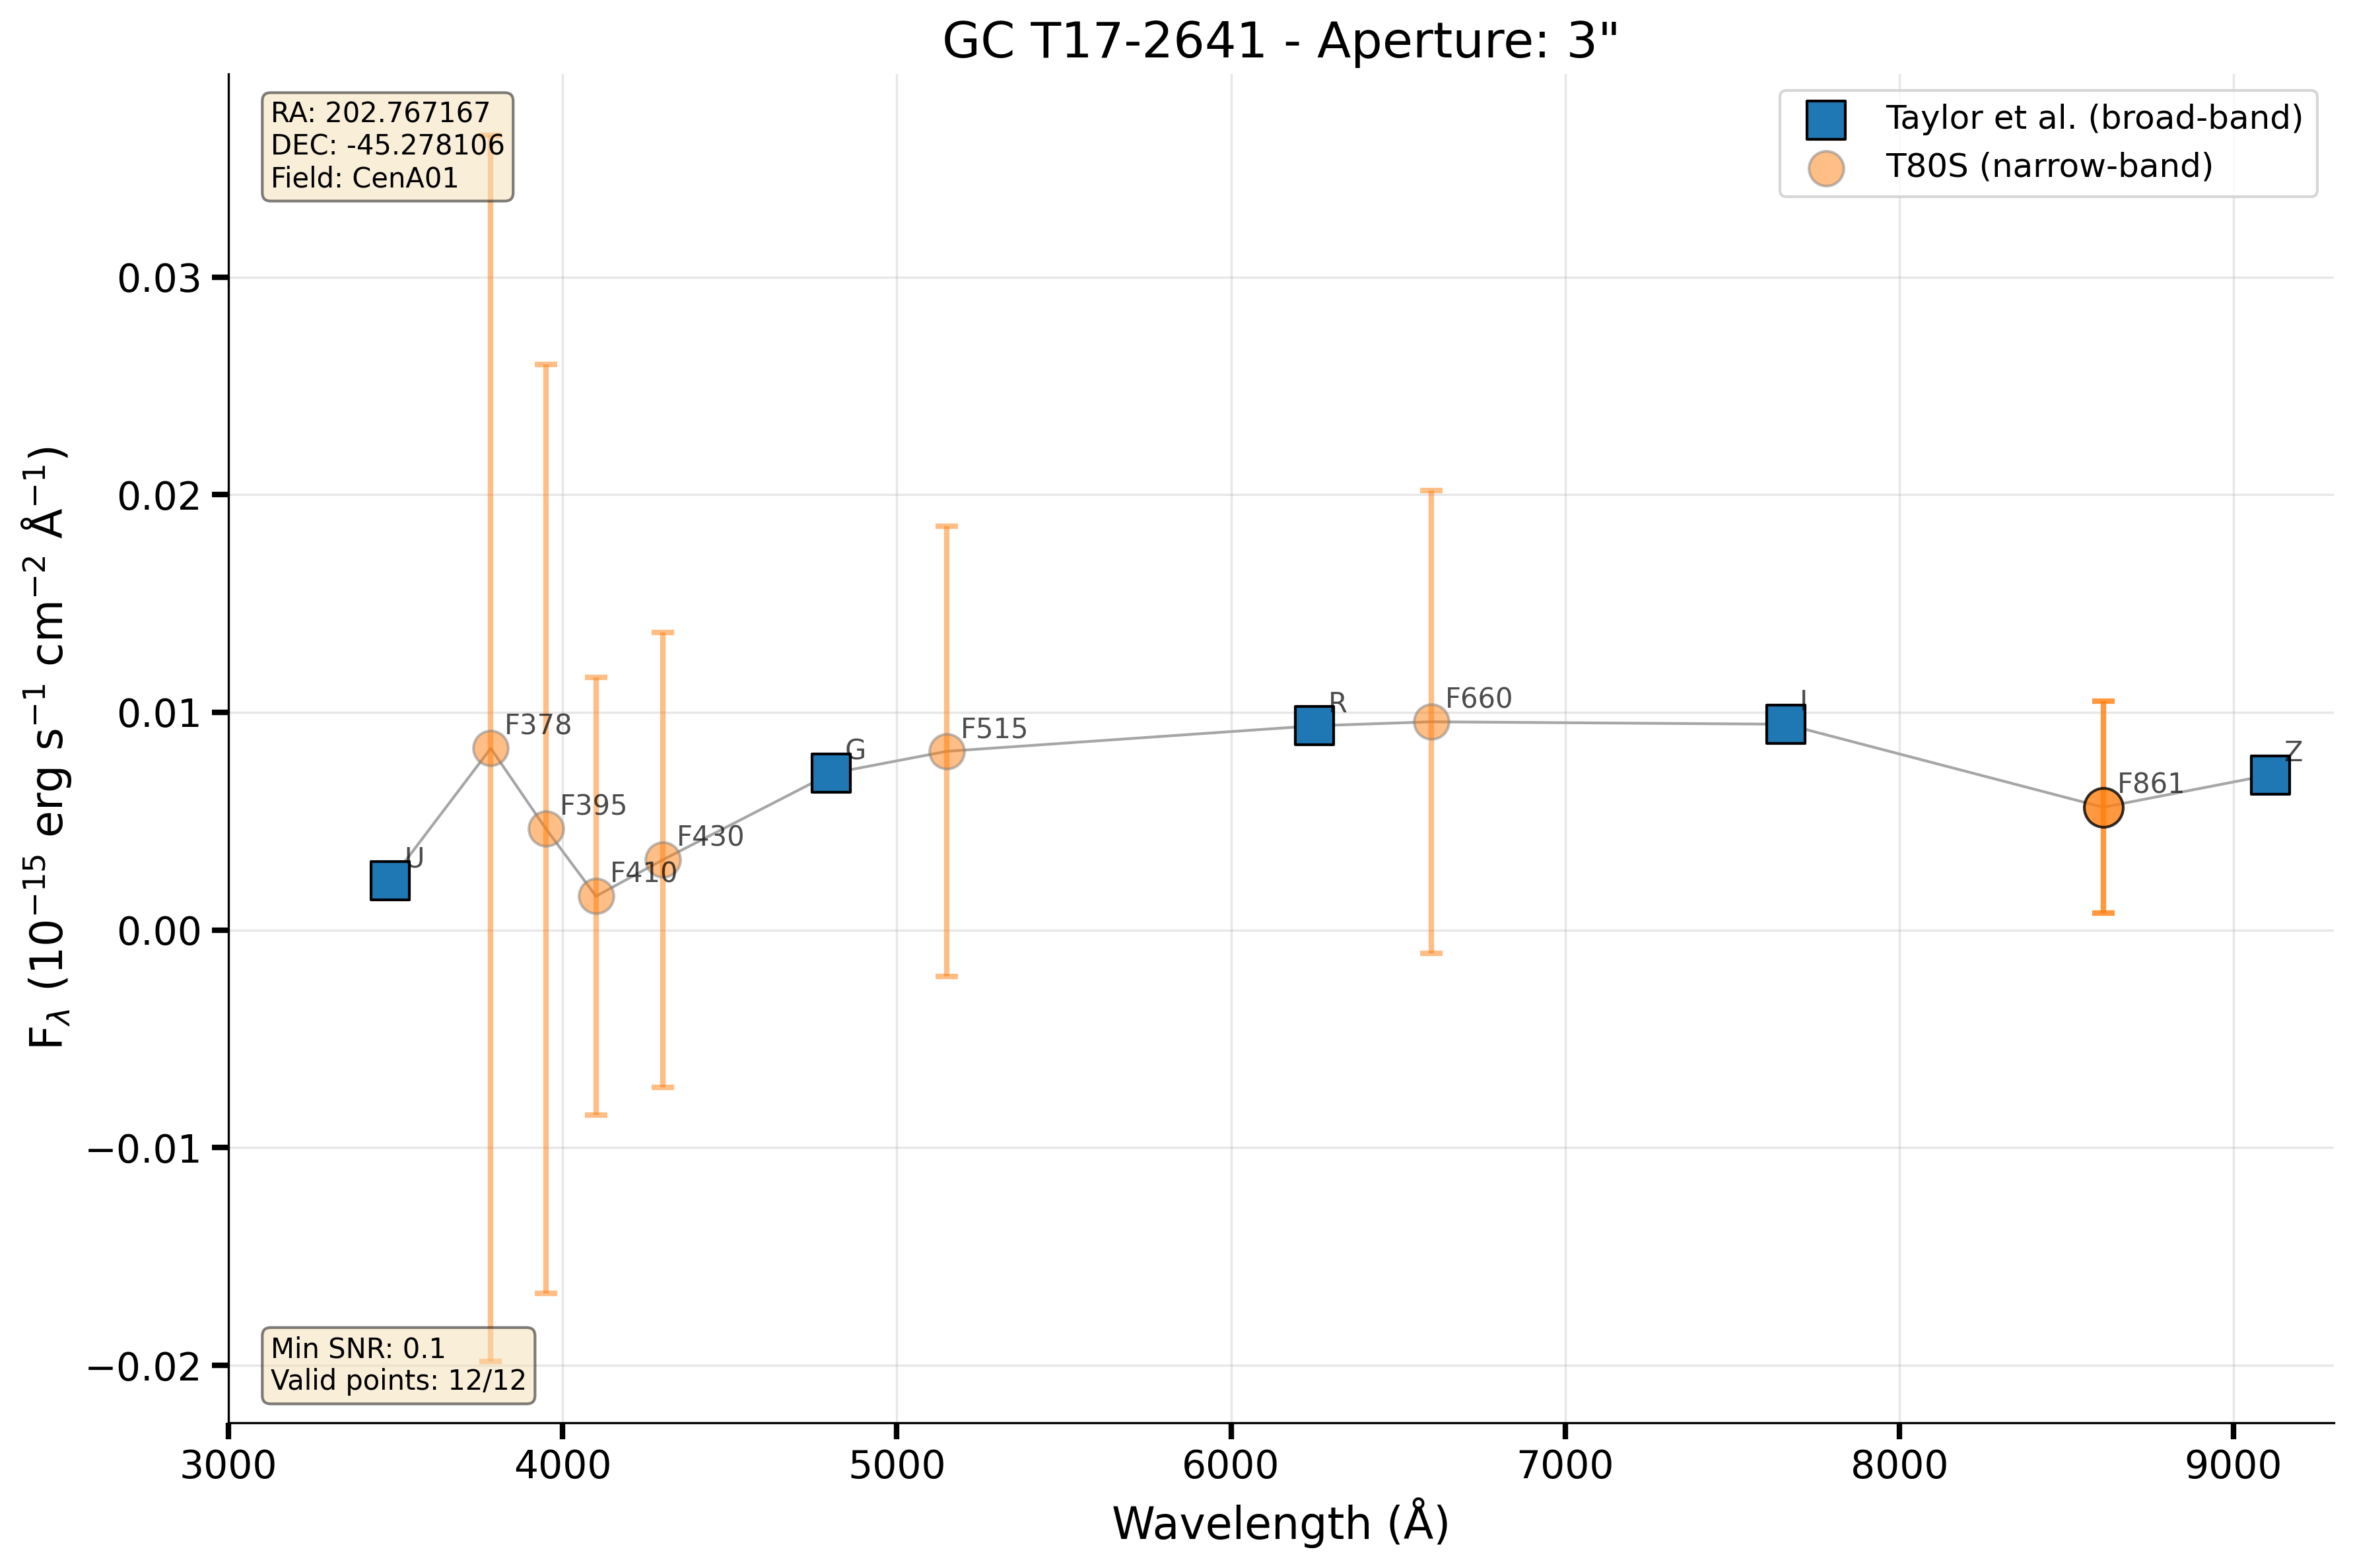 GC T17-2641 - Aperture: 3"
RA: 202.767167
DEC: -45.278106
Field: CenA01
Taylor et al. (broad-band)
T80S (narrow-band)
F$_{\lambda}$ (10$^{-15}$ erg s$^{-1}$ cm$^{-2}$ Å$^{-1}$)
0.03
0.02
0.01
0.00
−0.01
−0.02
U
F378
F395
F410
F430
G
F515
R
F660
I
F861
Z
Min SNR: 0.1
Valid points: 12/12
3000 4000 5000 6000 7000 8000 9000
Wavelength (Å)